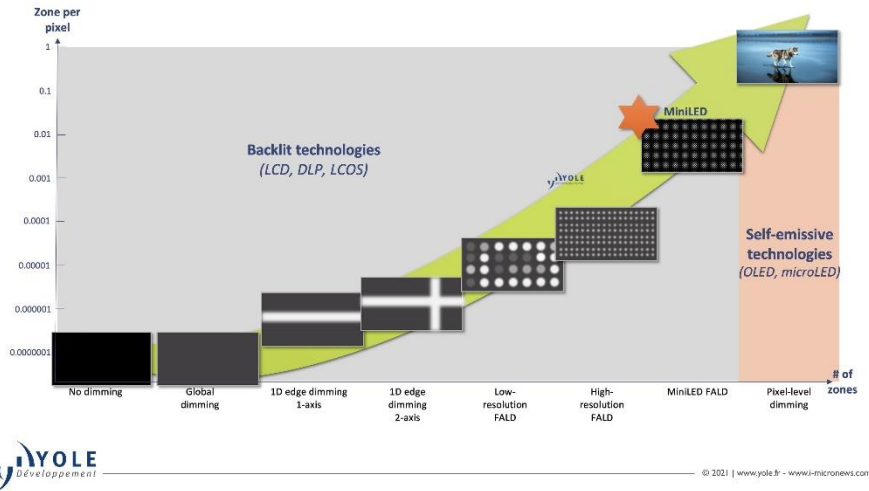 Zone per
pixel
1
0.1
0.01
0.001
0.0001
0.00001
0.000001
0.0000001
Backlit technologies
(LCD, DLP, LCOS)
MiniLED
YOLE
Développement
Self-emissive
technologies
(OLED, microLED)
# of
zones
No dimming
Global
dimming
1D edge dimming
1-axis
1D edge
dimming
2-axis
Low-
resolution
FALD
High-
resolution
FALD
MiniLED FALD
Pixel-level
dimming
YOLE
Développement
© 2021 | www.yole.fr - www.i-micronews.com